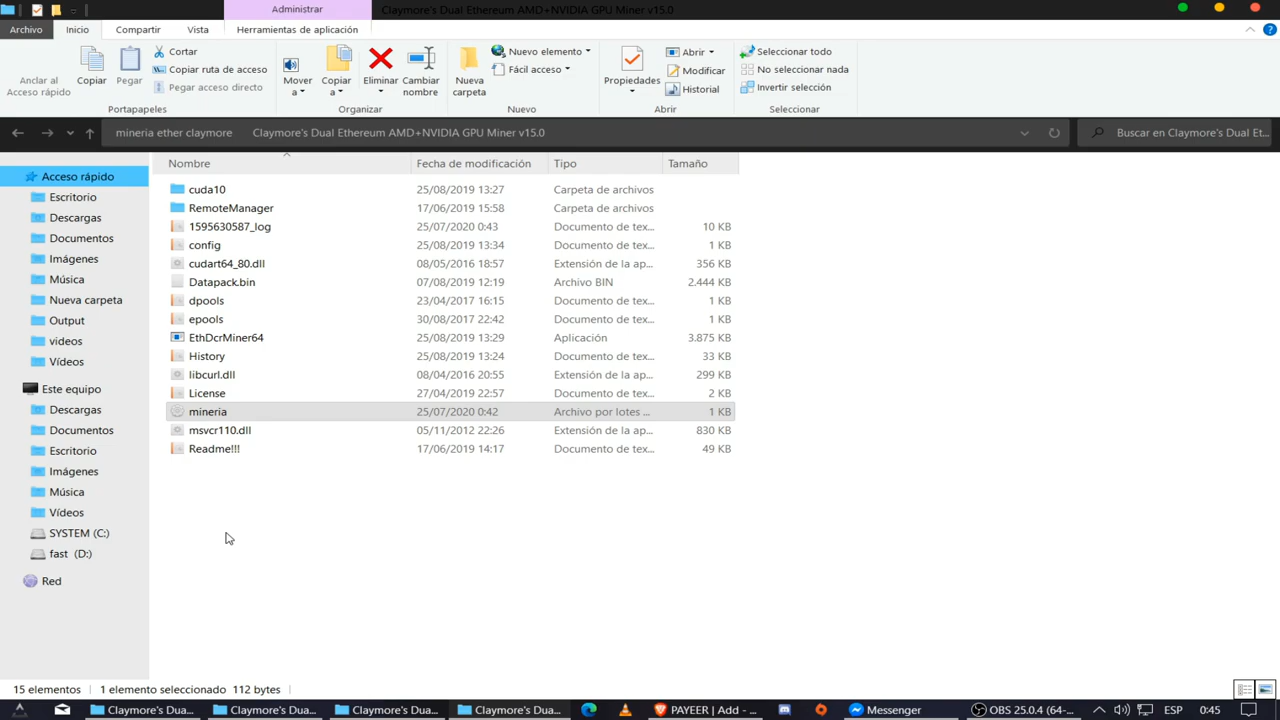 Administrar
Claymore's Dual Ethereum AMD+NVIDIA GPU Miner v15.0
Archivo
Inicio
Compartir
Vista
Herramientas de aplicación
Anclar al
Acceso rápido
Copiar
Pegar
Cortar
Copiar ruta de acceso
Pegar acceso directo
Portapapeles
Mover
a
Copiar
a
Eliminar
Cambiar
nombre
Organizar
Nueva
carpeta
Nuevo elemento
Fácil acceso
Nuevo
Propiedades
Abrir
Modificar
Historial
Abrir
Seleccionar todo
No seleccionar nada
Invertir selección
Seleccionar
mineria ether claymore
Claymore's Dual Ethereum AMD+NVIDIA GPU Miner v15.0
Buscar en Claymore's Dual Et...
Acceso rápido
Escritorio
Descargas
Documentos
Imágenes
Música
Nueva carpeta
Output
videos
Vídeos
Este equipo
Descargas
Documentos
Escritorio
Imágenes
Música
Vídeos
SYSTEM (C:)
fast (D:)
Red
Nombre Fecha de modificación Tipo Tamaño
cuda10 25/08/2019 13:27 Carpeta de archivos
RemoteManager 17/06/2019 15:58 Carpeta de archivos
1595630587_log 25/07/2020 0:43 Documento de tex... 10 KB
config 25/08/2019 13:34 Documento de tex... 1 KB
cudart64_80.dll 08/05/2016 18:57 Extensión de la ap... 356 KB
Datapack.bin 07/08/2019 12:19 Archivo BIN 2.444 KB
dpools 23/04/2017 16:15 Documento de tex... 1 KB
epools 30/08/2017 22:42 Documento de tex... 1 KB
EthDcrMiner64 25/08/2019 13:29 Aplicación 3.875 KB
History 25/08/2019 13:24 Documento de tex... 33 KB
libcurl.dll 08/04/2016 20:55 Extensión de la ap... 299 KB
License 27/04/2019 22:57 Documento de tex... 2 KB
mineria 25/07/2020 0:42 Archivo por lotes ... 1 KB
msvcr110.dll 05/11/2012 22:26 Extensión de la ap... 830 KB
Readme!!! 17/06/2019 14:17 Documento de tex... 49 KB
15 elementos
1 elemento seleccionado 112 bytes
Claymore's Dua...
Claymore's Dua...
Claymore's Dua...
Claymore's Dua...
PAYEER | Add - ...
Messenger
OBS 25.0.4 (64-...
ESP
0:45